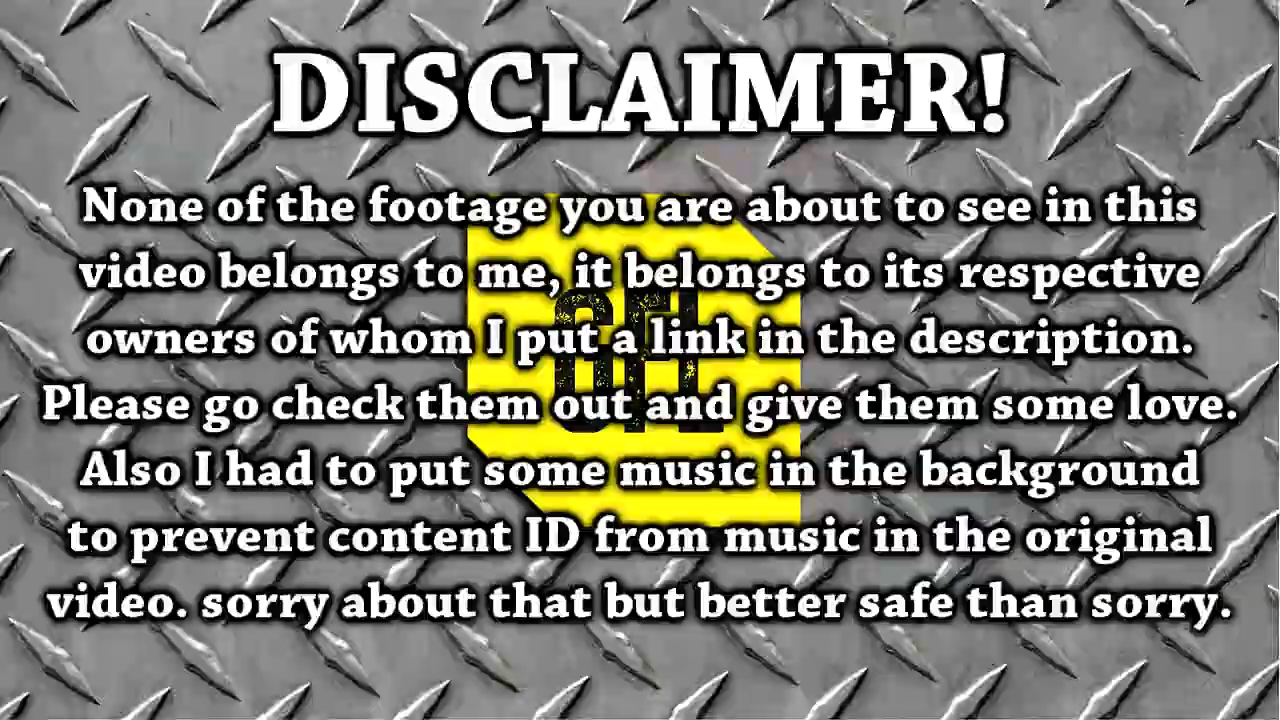 DISCLAIMER!
None of the footage you are about to see in this
video belongs to me, it belongs to its respective
owners of whom I put a link in the description.
Please go check them out and give them some love.
Also I had to put some music in the background
to prevent content ID from music in the original
video. sorry about that but better safe than sorry.